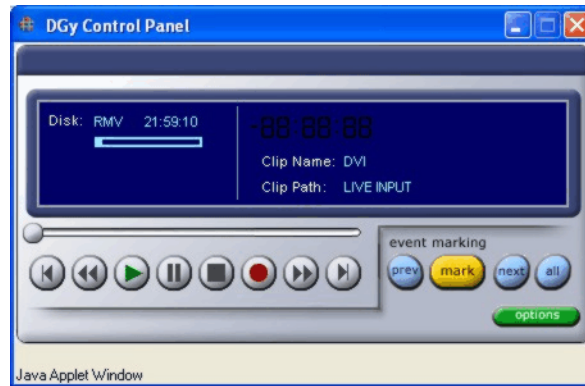 DGy Control Panel
Disk: RMV 21:59:10
-88:88:88
Clip Name: DVI
Clip Path: LIVE INPUT
event marking
prev mark next all
options
Java Applet Window